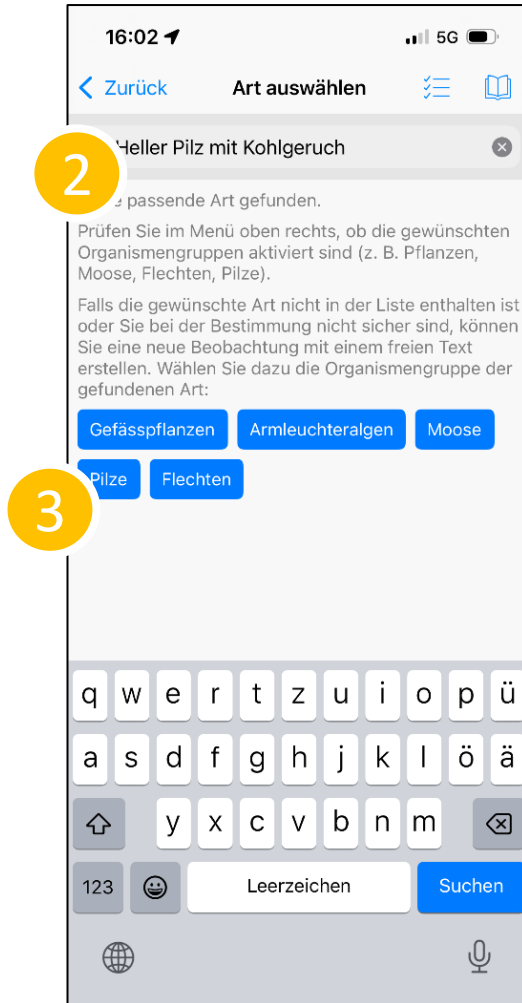 16:02
5G
Zurück
Art auswählen
Heller Pilz mit Kohlgeruch
2
passende Art gefunden.
Prüfen Sie im Menü oben rechts, ob die gewünschten
Organismengruppen aktiviert sind (z. B. Pflanzen,
Moose, Flechten, Pilze).
Falls die gewünschte Art nicht in der Liste enthalten ist
oder Sie bei der Bestimmung nicht sicher sind, können
Sie eine neue Beobachtung mit einem freien Text
erstellen. Wählen Sie dazu die Organismengruppe der
gefundenen Art:
Gefässpflanzen Armleuchteralgen Moose
Pilze Flechten
3
q w e r t z u i o p ü
a s d f g h j k l ö ä
y x c v b n m
123 Leerzeichen Suchen